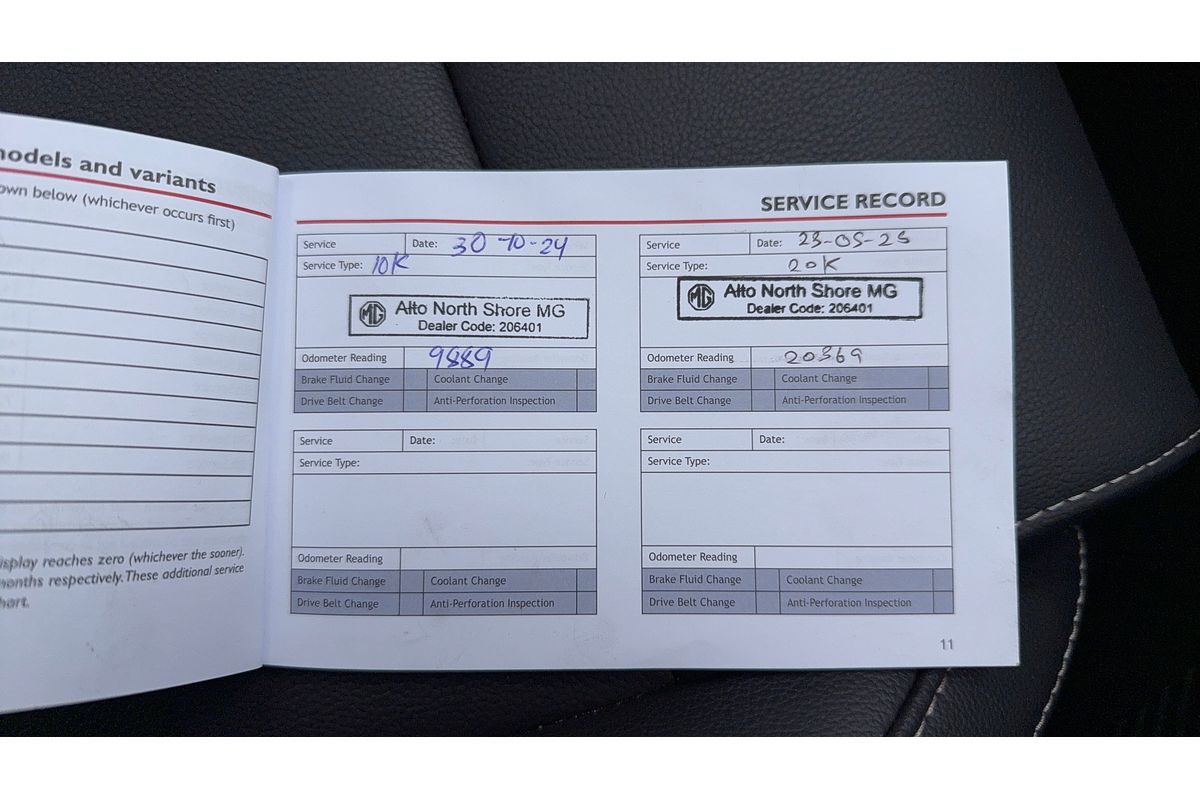 models and variants
own below (whichever occurs first)
display reaches zero (whichever the sooner).
months respectively. These additional service
hart.
SERVICE RECORD
Service Date: 30-10-24
Service Type: 10K
MG Alto North Shore MG
Dealer Code: 206401
Odometer Reading 9889
Brake Fluid Change Coolant Change
Drive Belt Change Anti-Perforation Inspection
Service Date: 23-05-25
Service Type: 20K
MG Alto North Shore MG
Dealer Code: 206401
Odometer Reading 20369
Brake Fluid Change Coolant Change
Drive Belt Change Anti-Perforation Inspection
Service Date:
Service Type:
Odometer Reading
Brake Fluid Change Coolant Change
Drive Belt Change Anti-Perforation Inspection
Service Date:
Service Type:
Odometer Reading
Brake Fluid Change Coolant Change
Drive Belt Change Anti-Perforation Inspection
11